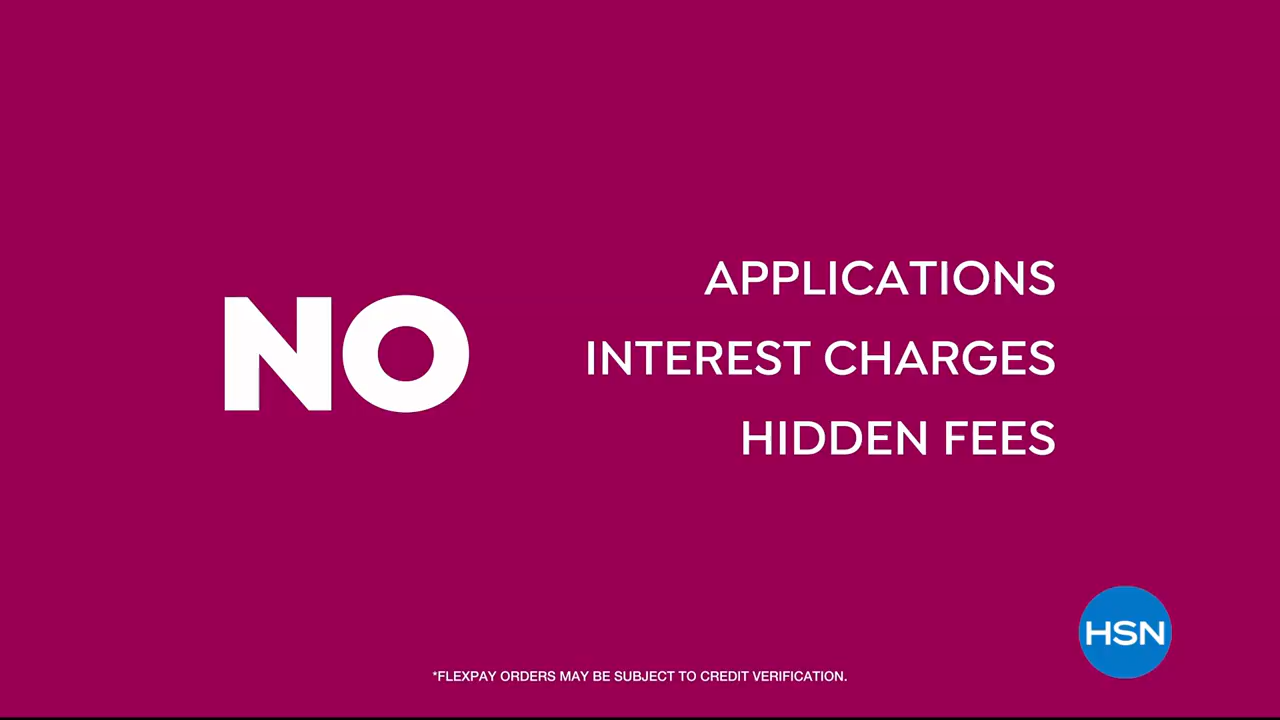 NO
APPLICATIONS
INTEREST CHARGES
HIDDEN FEES
HSN
*FLEXPAY ORDERS MAY BE SUBJECT TO CREDIT VERIFICATION.